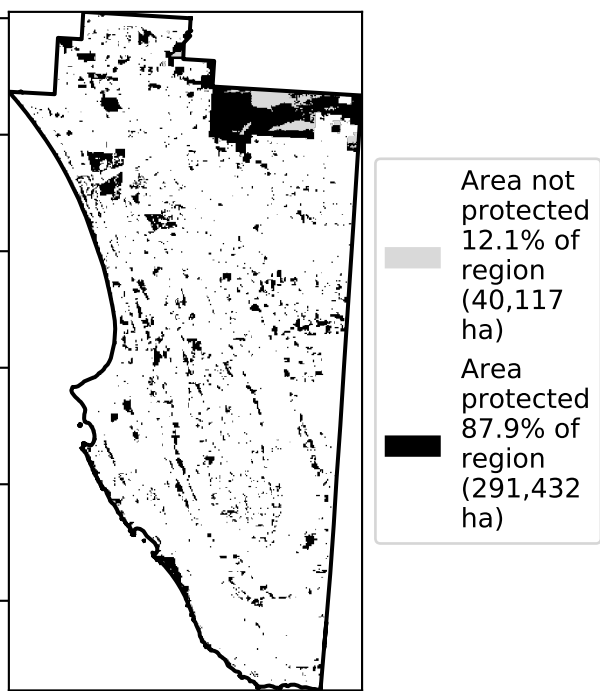 Area not
protected
12.1% of
region
(40,117
ha)
Area
protected
87.9% of
region
(291,432
ha)